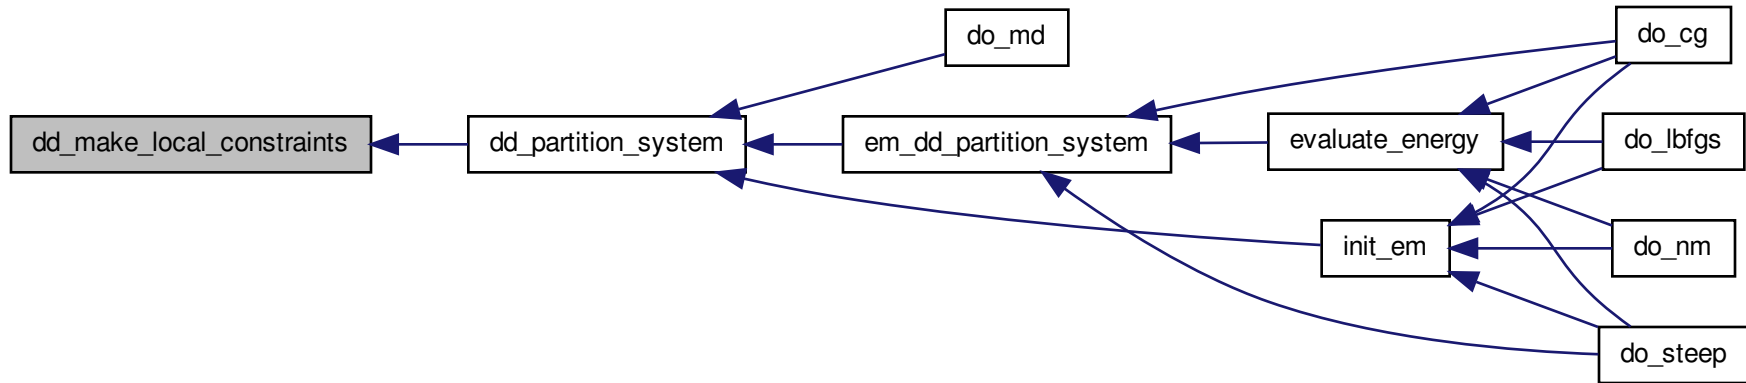 do_md
do_cg
dd_make_local_constraints
dd_partition_system
em_dd_partition_system
evaluate_energy
do_lbfgs
init_em
do_nm
do_steep